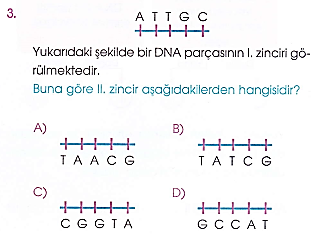 3.
A T T G C
Yukarıdaki şekilde bir DNA parçasının I. zinciri gö-
rülmektedir.
Buna göre II. zincir aşağıdakilerden hangisidir?
A)
B)
T A A C G
T A T C G
C)
D)
C G G T A
G C C A T